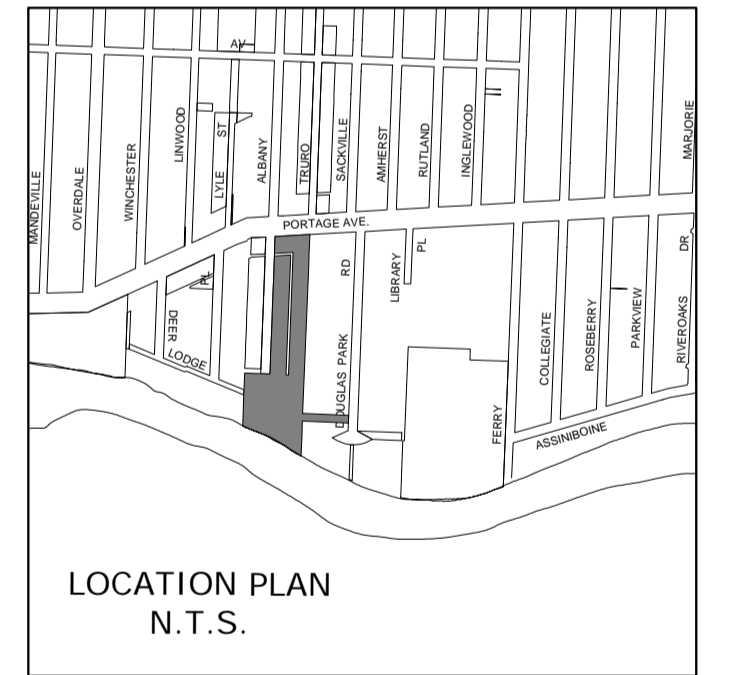 AV
MANDEVILLE
OVERDALE
WINCHESTER
LINWOOD
LYLE ST
ALBANY
TRURO
SACKVILLE
AMHERST
RUTLAND
INGLEWOOD
MARJORIE
PORTAGE AVE.
PL
DEER
LODGE
DOUGLAS PARK RD
LIBRARY PL
FERRY
COLLEGIATE
ROSEBERRY
PARKVIEW
RIVEROAKS DR
ASSINIBOINE
LOCATION PLAN
N.T.S.